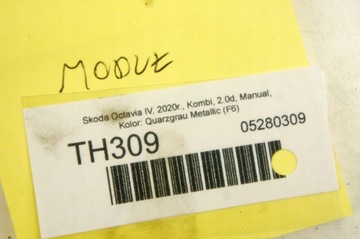 MODUŁ
Skoda Octavia IV, 2020r., Kombi, 2.0d, Manual,
Kolor: Quarzgrau Metallic (F6)
TH309
05280309